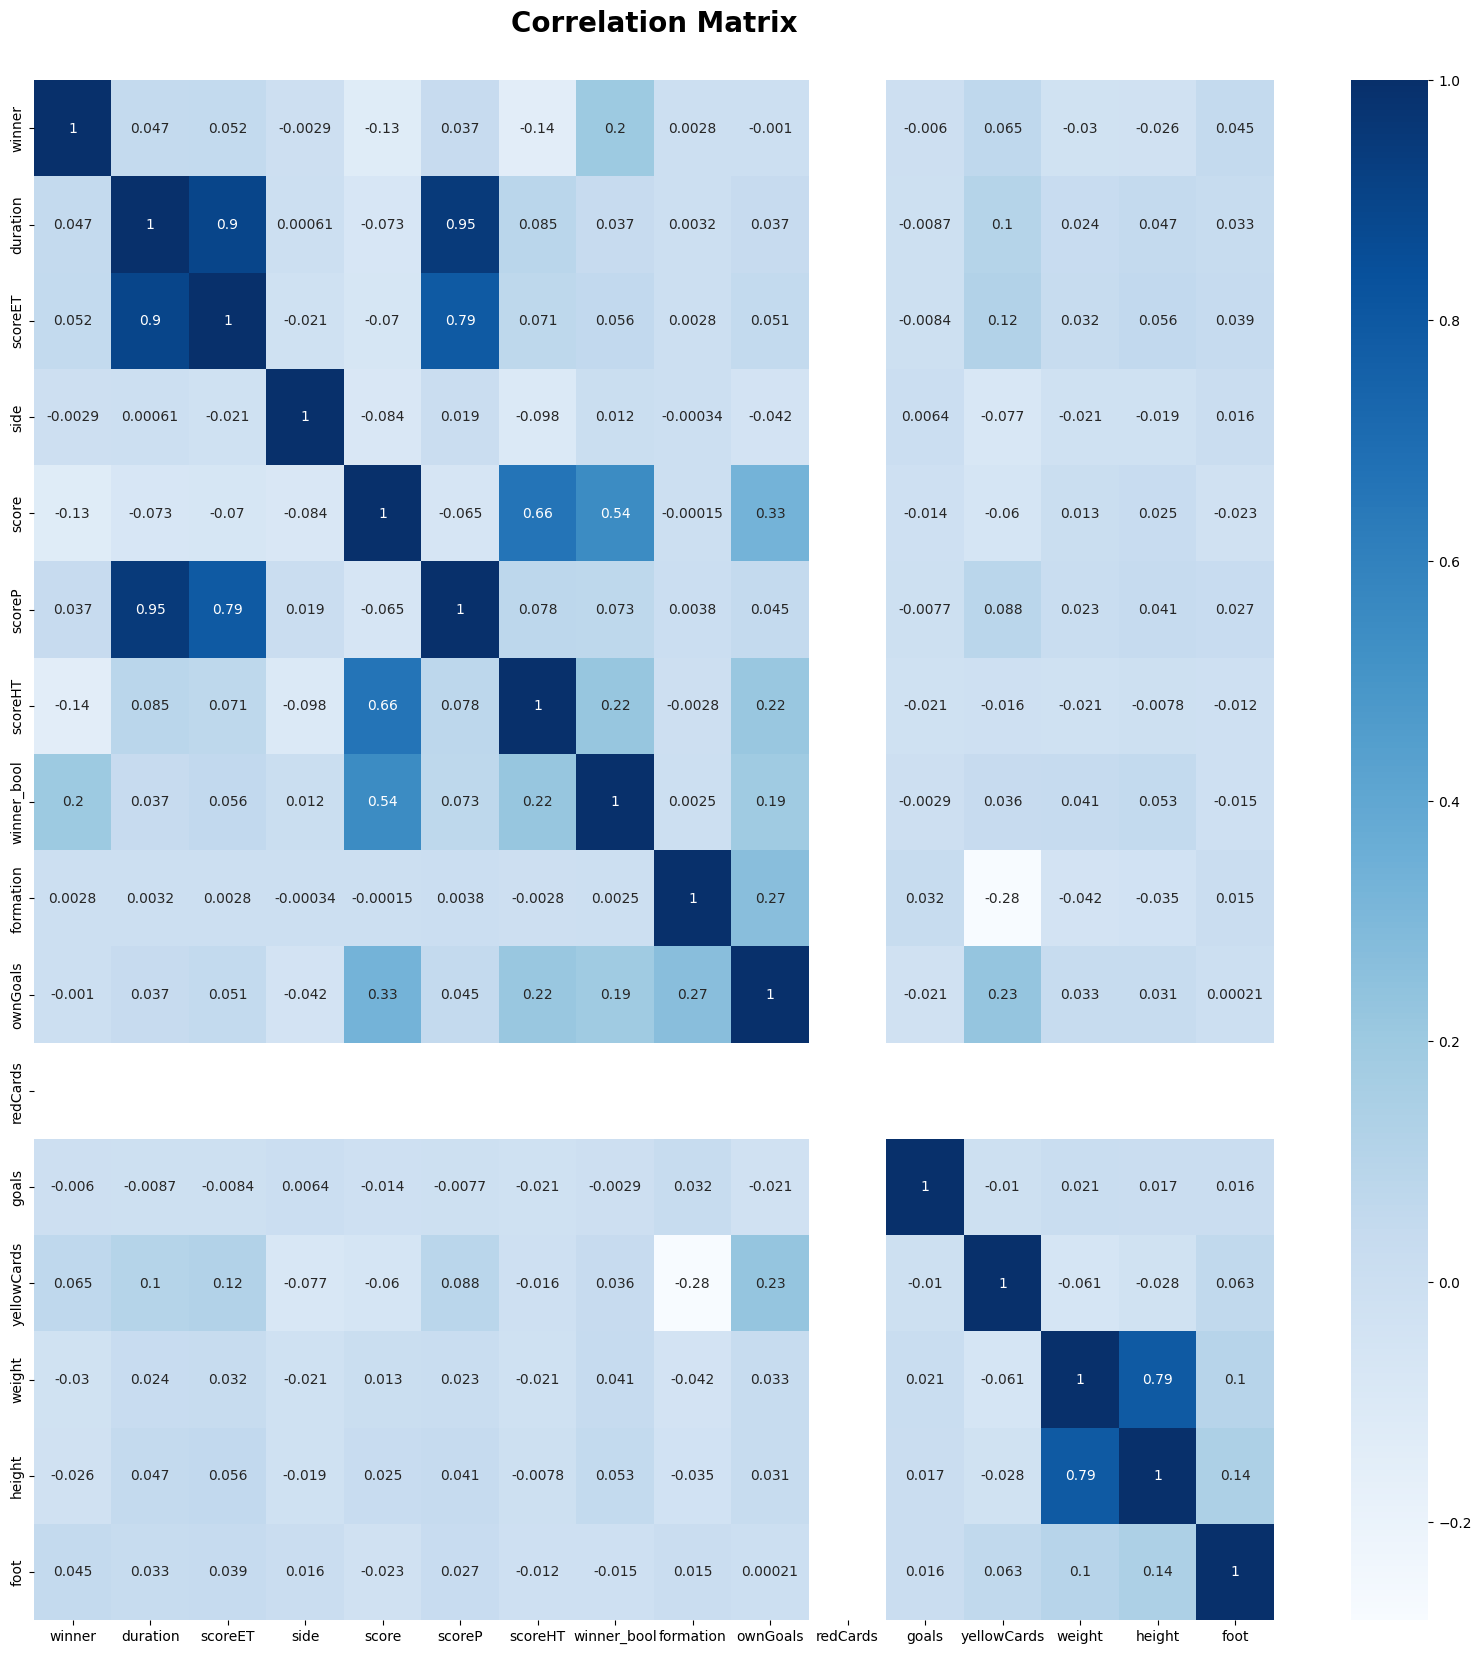 Correlation Matrix
winner 1 0.047 0.052 -0.0029 -0.13 0.037 -0.14 0.2 0.0028 -0.001 -0.006 0.065 -0.03 -0.026 0.045
duration 0.047 1 0.9 0.00061 -0.073 0.95 0.085 0.037 0.0032 0.037 -0.0087 0.1 0.024 0.047 0.033
scoreET 0.052 0.9 1 -0.021 -0.07 0.79 0.071 0.056 0.0028 0.051 -0.0084 0.12 0.032 0.056 0.039
side -0.0029 0.00061 -0.021 1 -0.084 0.019 -0.098 0.012 -0.00034 -0.042 0.0064 -0.077 -0.021 -0.019 0.016
score -0.13 -0.073 -0.07 -0.084 1 -0.065 0.66 0.54 -0.00015 0.33 -0.014 -0.06 0.013 0.025 -0.023
scoreP 0.037 0.95 0.79 0.019 -0.065 1 0.078 0.073 0.0038 0.045 -0.0077 0.088 0.023 0.041 0.027
scoreHT -0.14 0.085 0.071 -0.098 0.66 0.078 1 0.22 -0.0028 0.22 -0.021 -0.016 -0.021 -0.0078 -0.012
winner_bool 0.2 0.037 0.056 0.012 0.54 0.073 0.22 1 0.0025 0.19 -0.0029 0.036 0.041 0.053 -0.015
formation 0.0028 0.0032 0.0028 -0.00034 -0.00015 0.0038 -0.0028 0.0025 1 0.27 0.032 -0.28 -0.042 -0.035 0.015
ownGoals -0.001 0.037 0.051 -0.042 0.33 0.045 0.22 0.19 0.27 1 -0.021 0.23 0.033 0.031 0.00021
redCards
goals -0.006 -0.0087 -0.0084 0.0064 -0.014 -0.0077 -0.021 -0.0029 0.032 -0.021 1 -0.01 0.021 0.017 0.016
yellowCards 0.065 0.1 0.12 -0.077 -0.06 0.088 -0.016 0.036 -0.28 0.23 -0.01 1 -0.061 -0.028 0.063
weight -0.03 0.024 0.032 -0.021 0.013 0.023 -0.021 0.041 -0.042 0.033 0.021 -0.061 1 0.79 0.1
height -0.026 0.047 0.056 -0.019 0.025 0.041 -0.0078 0.053 -0.035 0.031 0.017 -0.028 0.79 1 0.14
foot 0.045 0.033 0.039 0.016 -0.023 0.027 -0.012 -0.015 0.015 0.00021 0.016 0.063 0.1 0.14 1
winner duration scoreET side score scoreP scoreHT winner_bool formation ownGoals redCards goals yellowCards weight height foot
1.0
0.8
0.6
0.4
0.2
0.0
−0.2